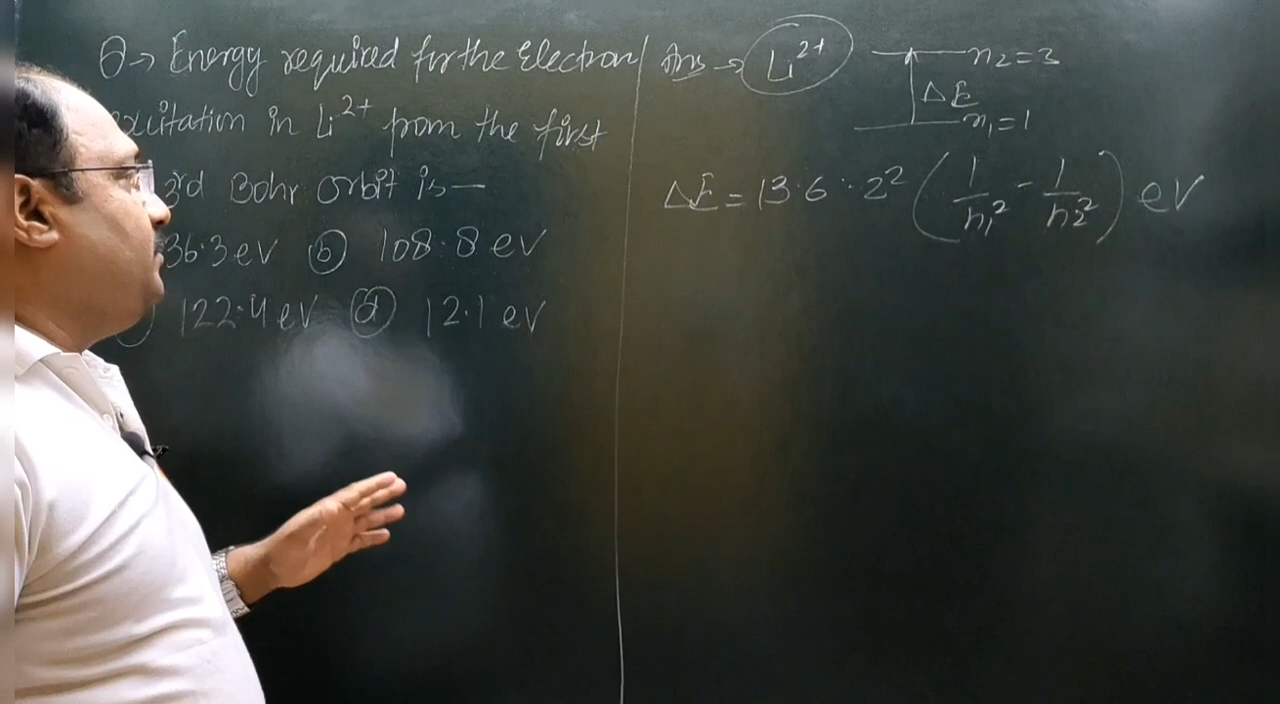 Q→ Energy required for the Electron
xcitation in Li²⁺ from the first
3rd Bohr Orbit is—
36.3 eV (b) 108.8 eV
) 122.4 eV (d) 12.1 eV
Ans → Li²⁺
n₂=3
ΔE
n₁=1
ΔE = 13.6 · Z² (1/n₁² - 1/n₂²) eV